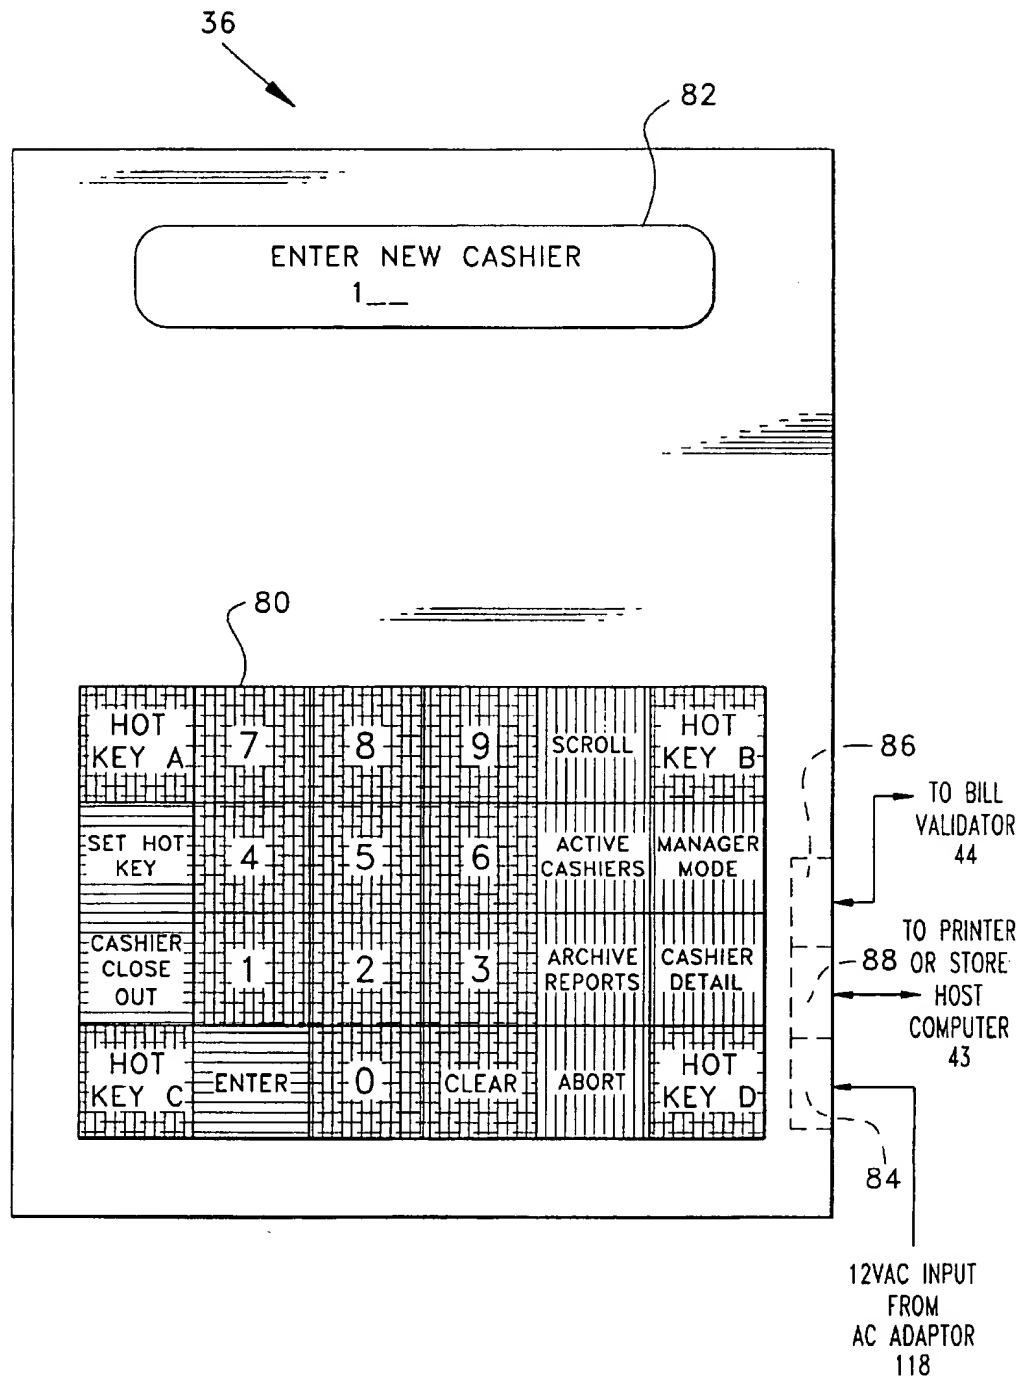 36
82
ENTER NEW CASHIER
1__
80
HOT
KEY A
7
8
9
SCROLL
HOT
KEY B
SET HOT
KEY
4
5
6
ACTIVE
CASHIERS
MANAGER
MODE
CASHIER
CLOSE
OUT
1
2
3
ARCHIVE
REPORTS
CASHIER
DETAIL
HOT
KEY C
ENTER
0
CLEAR
ABORT
HOT
KEY D
86
TO BILL
VALIDATOR
44
88
TO PRINTER
OR STORE
HOST
COMPUTER
43
84
12VAC INPUT
FROM
AC ADAPTOR
118